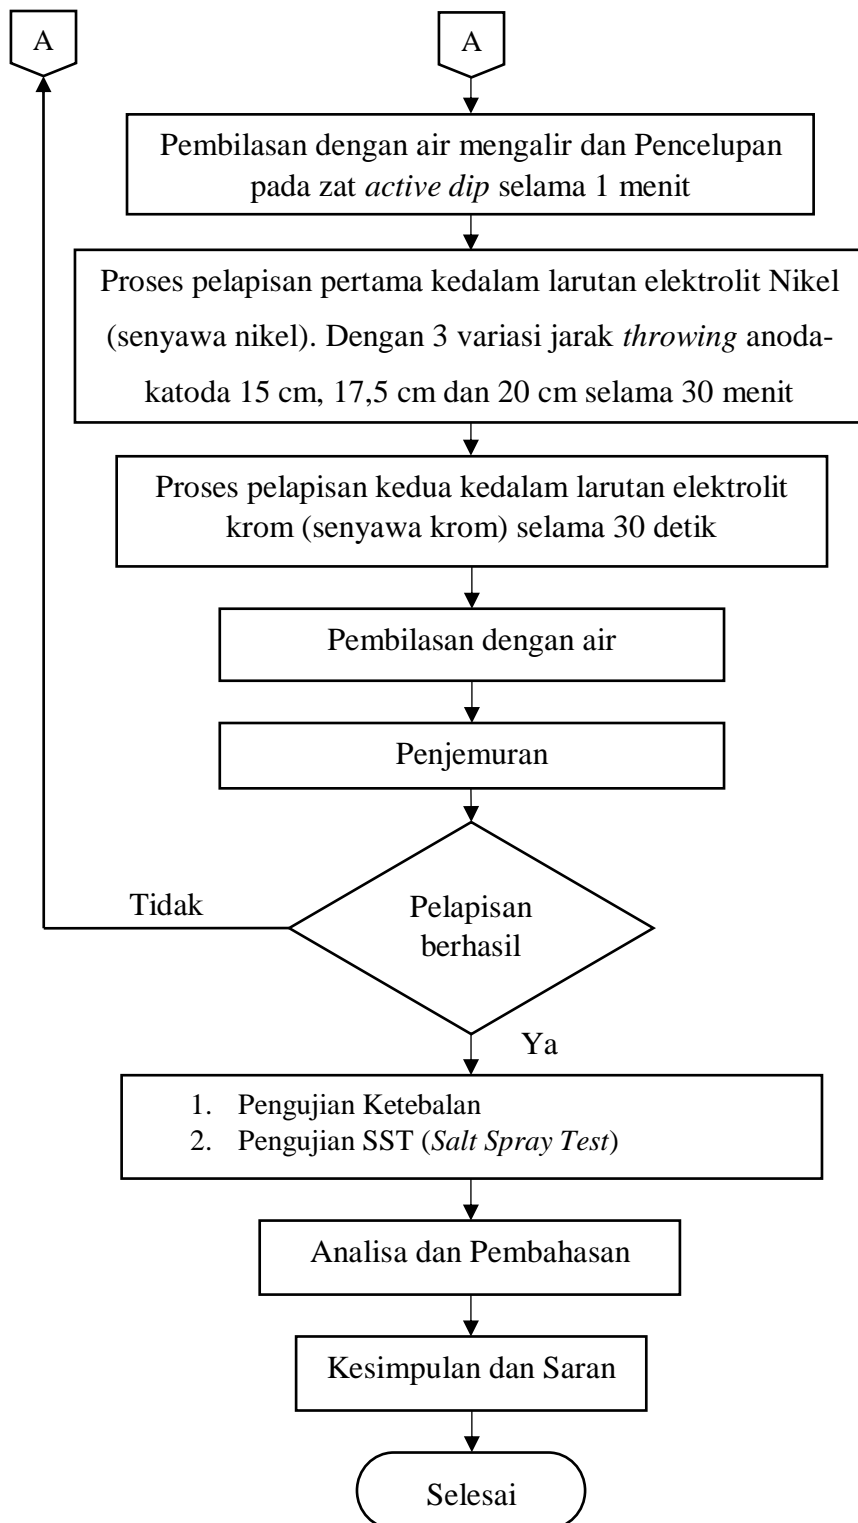 A
A
Pembilasan dengan air mengalir dan Pencelupan
pada zat active dip selama 1 menit
Proses pelapisan pertama kedalam larutan elektrolit Nikel
(senyawa nikel). Dengan 3 variasi jarak throwing anoda-
katoda 15 cm, 17,5 cm dan 20 cm selama 30 menit
Proses pelapisan kedua kedalam larutan elektrolit
krom (senyawa krom) selama 30 detik
Pembilasan dengan air
Penjemuran
Tidak
Pelapisan
berhasil
Ya
1. Pengujian Ketebalan
2. Pengujian SST (Salt Spray Test)
Analisa dan Pembahasan
Kesimpulan dan Saran
Selesai